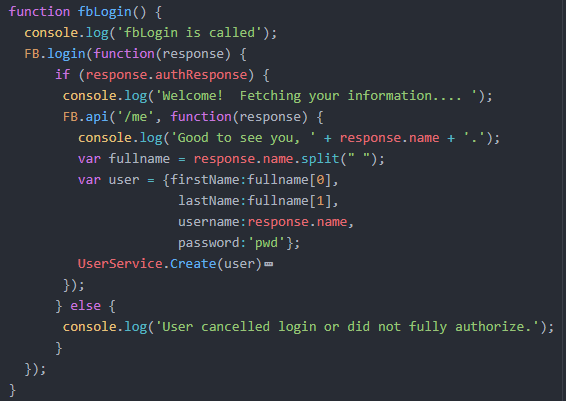 function fbLogin() {
  console.log('fbLogin is called');
  FB.login(function(response) {
      if (response.authResponse) {
       console.log('Welcome!  Fetching your information.... ');
       FB.api('/me', function(response) {
         console.log('Good to see you, ' + response.name + '.');
         var fullname = response.name.split(" ");
         var user = {firstName:fullname[0],
                      lastName:fullname[1],
                      username:response.name,
                      password:'pwd'};
         UserService.Create(user)
       });
      } else {
       console.log('User cancelled login or did not fully authorize.');
      }
  });
}